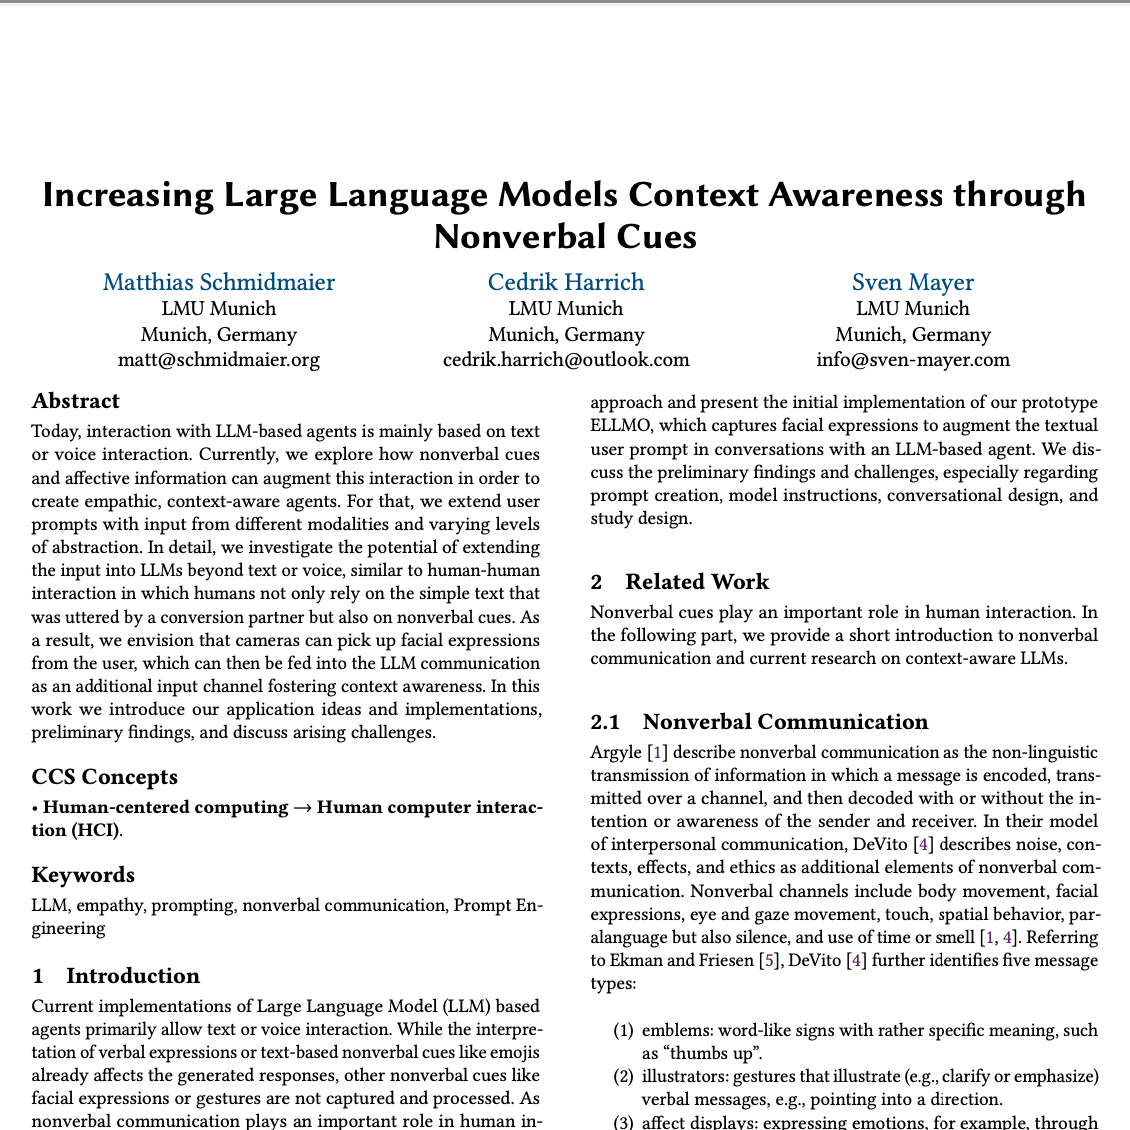 Increasing Large Language Models Context Awareness through
Nonverbal Cues
Matthias Schmidmaier
LMU Munich
Munich, Germany
matt@schmidmaier.org
Cedrik Harrich
LMU Munich
Munich, Germany
cedrik.harrich@outlook.com
Sven Mayer
LMU Munich
Munich, Germany
info@sven-mayer.com
Abstract
Today, interaction with LLM-based agents is mainly based on text
or voice interaction. Currently, we explore how nonverbal cues
and affective information can augment this interaction in order to
create empathic, context-aware agents. For that, we extend user
prompts with input from different modalities and varying levels
of abstraction. In detail, we investigate the potential of extending
the input into LLMs beyond text or voice, similar to human-human
interaction in which humans not only rely on the simple text that
was uttered by a conversion partner but also on nonverbal cues. As
a result, we envision that cameras can pick up facial expressions
from the user, which can then be fed into the LLM communication
as an additional input channel fostering context awareness. In this
work we introduce our application ideas and implementations,
preliminary findings, and discuss arising challenges.
CCS Concepts
• Human-centered computing → Human computer interac-
tion (HCI).
Keywords
LLM, empathy, prompting, nonverbal communication, Prompt En-
gineering
1 Introduction
Current implementations of Large Language Model (LLM) based
agents primarily allow text or voice interaction. While the interpre-
tation of verbal expressions or text-based nonverbal cues like emojis
already affects the generated responses, other nonverbal cues like
facial expressions or gestures are not captured and processed. As
nonverbal communication plays an important role in human in-
approach and present the initial implementation of our prototype
ELLMO, which captures facial expressions to augment the textual
user prompt in conversations with an LLM-based agent. We dis-
cuss the preliminary findings and challenges, especially regarding
prompt creation, model instructions, conversational design, and
study design.
2 Related Work
Nonverbal cues play an important role in human interaction. In
the following part, we provide a short introduction to nonverbal
communication and current research on context-aware LLMs.
2.1 Nonverbal Communication
Argyle [1] describe nonverbal communication as the non-linguistic
transmission of information in which a message is encoded, trans-
mitted over a channel, and then decoded with or without the in-
tention or awareness of the sender and receiver. In their model
of interpersonal communication, DeVito [4] describes noise, con-
texts, effects, and ethics as additional elements of nonverbal com-
munication. Nonverbal channels include body movement, facial
expressions, eye and gaze movement, touch, spatial behavior, par-
alanguage but also silence, and use of time or smell [1, 4]. Referring
to Ekman and Friesen [5], DeVito [4] further identifies five message
types:
(1) emblems: word-like signs with rather specific meaning, such
as “thumbs up”.
(2) illustrators: gestures that illustrate (e.g., clarify or emphasize)
verbal messages, e.g., pointing into a direction.
(3) affect displays: expressing emotions, for example, through